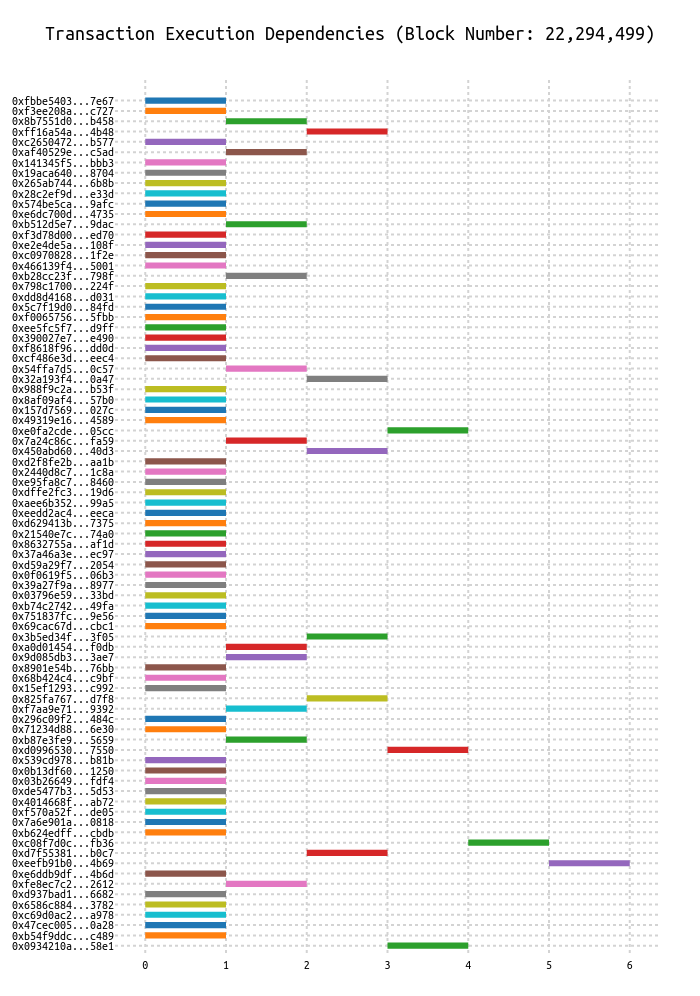 Transaction Execution Dependencies (Block Number: 22,294,499)
0xfbbe5403...7e67
0xf3ee208a...c727
0x8b7551d0...b458
0xff16a54a...4b48
0xc2650472...b577
0xaf40529e...c5ad
0x141345f5...bbb3
0x19aca640...8704
0x265ab744...6b8b
0x28c2ef9d...e33d
0x574be5ca...9afc
0xe6dc700d...4735
0xb512d5e7...9dac
0xf3d78d00...ed70
0xe2e4de5a...108f
0xc0970828...1f2e
0x466139f4...5001
0xb28cc23f...798f
0x798c1700...224f
0xdd8d4168...d031
0x5c7f19d0...84fd
0xf0065756...5fbb
0xee5fc5f7...d9ff
0x390027e7...e490
0xf8618f96...dd0d
0xcf486e3d...eec4
0x54ffa7d5...0c57
0x32a193f4...0a47
0x988f9c2a...b53f
0x8af09af4...57b0
0x157d7569...027c
0x49319e16...4589
0xe0fa2cde...05cc
0x7a24c86c...fa59
0x450abd60...40d3
0xd2f8fe2b...aa1b
0x2440d8c7...1c8a
0xe95fa8c7...8460
0xdffe2fc3...19d6
0xaee6b352...99a5
0xeedd2ac4...eeca
0xd629413b...7375
0x21540e7c...74a0
0x8632755a...af1d
0x37a46a3e...ec97
0xd59a29f7...2054
0x0f0619f5...06b3
0x39a27f9a...8977
0x03796e59...33bd
0xb74c2742...49fa
0x751837fc...9e56
0x69cac67d...cbc1
0x3b5ed34f...3f05
0xa0d01454...f0db
0x9d085db3...3ae7
0x8901e54b...76bb
0x68b424c4...c9bf
0x15ef1293...c992
0x825fa767...d7f8
0xf7aa9e71...9392
0x296c09f2...484c
0x71234d88...6e30
0xb87e3fe9...5659
0xd0996530...7550
0x539cd978...b81b
0x0b13df60...1250
0x03b26649...fdf4
0xde5477b3...5d53
0x4014668f...ab72
0xf570a52f...de05
0x7a6e901a...0818
0xb624edff...cbdb
0xc08f7d0c...fb36
0xd7f55381...b0c7
0xeefb91b0...4b69
0xe6ddb9df...4b6d
0xfe8ec7c2...2612
0xd937bad1...6682
0x6586c884...3782
0xc69d0ac2...a978
0x47cec005...0a28
0xb54f9ddc...c489
0x0934210a...58e1
0 1 2 3 4 5 6